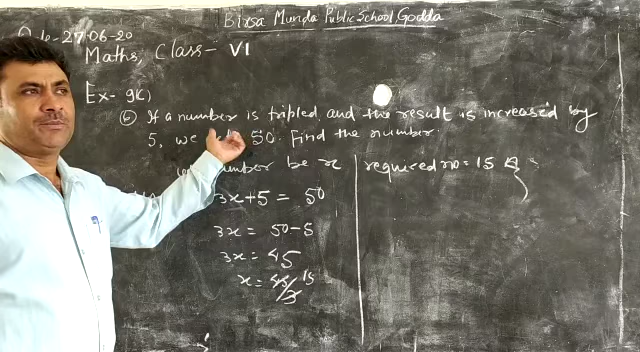 Birsa Munda Public School Godda
27.06-20
Maths, Class- VI
Ex- 9(c)
⑥ If a number is tripled and the result is increased by
5, we 50. Find the number.
number be x
3x+5 = 50
3x = 50-5
3x = 45
x = 45/3 15
required no = 15